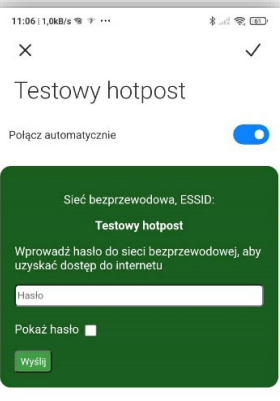 11:06 | 1,0kB/s
61
Testowy hotpost
Połącz automatycznie
Sieć bezprzewodowa, ESSID:
Testowy hotpost
Wprowadź hasło do sieci bezprzewodowej, aby
uzyskać dostęp do internetu
Hasło
Pokaż hasło
Wyślij